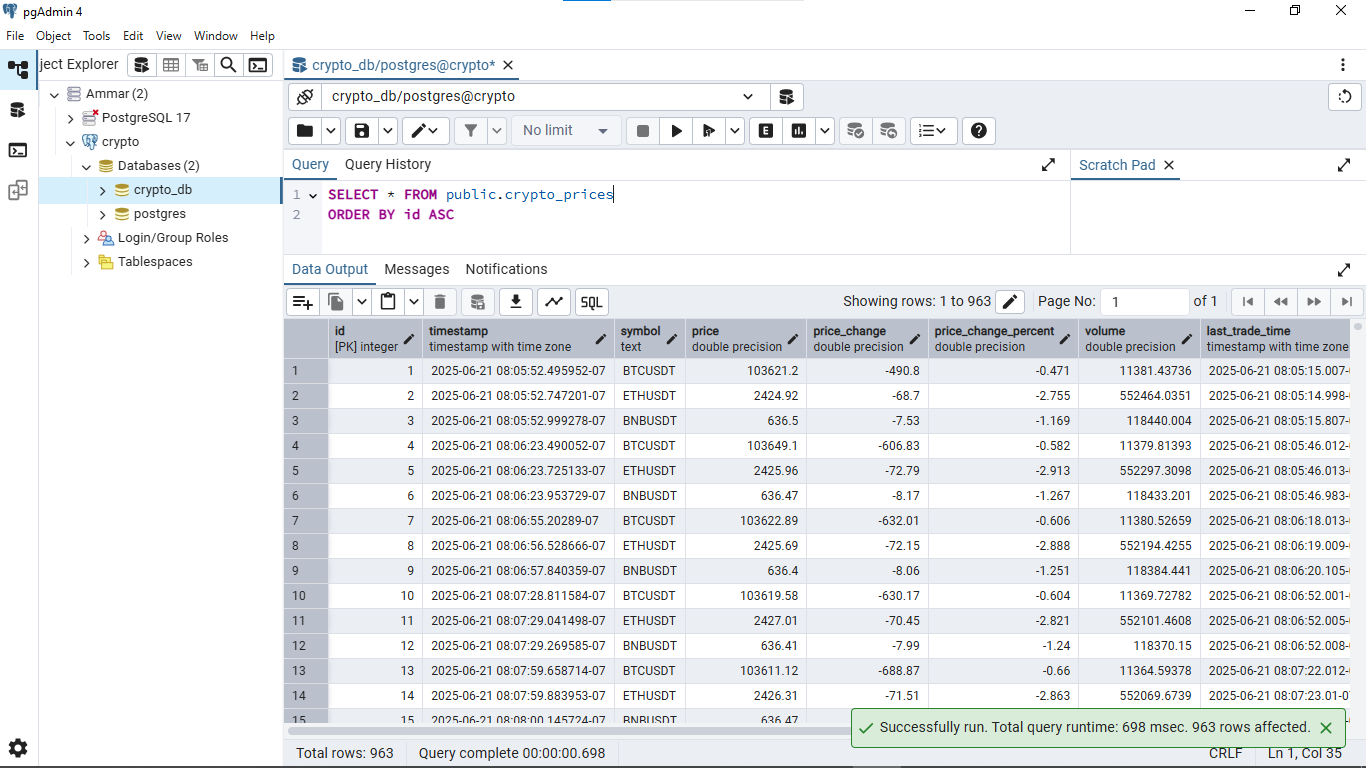 pgAdmin 4
File Object Tools Edit View Window Help
ject Explorer
crypto_db/postgres@crypto*
Ammar (2)
PostgreSQL 17
crypto
Databases (2)
crypto_db
postgres
Login/Group Roles
Tablespaces
crypto_db/postgres@crypto
No limit
E
Query Query History
Scratch Pad
1 SELECT * FROM public.crypto_prices
2 ORDER BY id ASC
Data Output Messages Notifications
SQL
Showing rows: 1 to 963
Page No: 1 of 1
id timestamp symbol price price_change price_change_percent volume last_trade_time
[PK] integer timestamp with time zone text double precision double precision double precision double precision timestamp with time zone
1 1 2025-06-21 08:05:52.495952-07 BTCUSDT 103621.2 -490.8 -0.471 11381.43736 2025-06-21 08:05:15.007-
2 2 2025-06-21 08:05:52.747201-07 ETHUSDT 2424.92 -68.7 -2.755 552464.0351 2025-06-21 08:05:14.998-
3 3 2025-06-21 08:05:52.999278-07 BNBUSDT 636.5 -7.53 -1.169 118440.004 2025-06-21 08:05:15.807-
4 4 2025-06-21 08:06:23.490052-07 BTCUSDT 103649.1 -606.83 -0.582 11379.81393 2025-06-21 08:05:46.012-
5 5 2025-06-21 08:06:23.725133-07 ETHUSDT 2425.96 -72.79 -2.913 552297.3098 2025-06-21 08:05:46.013-
6 6 2025-06-21 08:06:23.953729-07 BNBUSDT 636.47 -8.17 -1.267 118433.201 2025-06-21 08:05:46.983-
7 7 2025-06-21 08:06:55.20289-07 BTCUSDT 103622.89 -632.01 -0.606 11380.52659 2025-06-21 08:06:18.013-
8 8 2025-06-21 08:06:56.528666-07 ETHUSDT 2425.69 -72.15 -2.888 552194.4255 2025-06-21 08:06:19.009-
9 9 2025-06-21 08:06:57.840359-07 BNBUSDT 636.4 -8.06 -1.251 118384.441 2025-06-21 08:06:20.105-
10 10 2025-06-21 08:07:28.811584-07 BTCUSDT 103619.58 -630.17 -0.604 11369.72782 2025-06-21 08:06:52.001-
11 11 2025-06-21 08:07:29.041498-07 ETHUSDT 2427.01 -70.45 -2.821 552101.4608 2025-06-21 08:06:52.005-
12 12 2025-06-21 08:07:29.269585-07 BNBUSDT 636.41 -7.99 -1.24 118370.15 2025-06-21 08:06:52.008-
13 13 2025-06-21 08:07:59.658714-07 BTCUSDT 103611.12 -688.87 -0.66 11364.59378 2025-06-21 08:07:22.012-
14 14 2025-06-21 08:07:59.883953-07 ETHUSDT 2426.31 -71.51 -2.863 552069.6739 2025-06-21 08:07:23.01-0
15 15 2025-06-21 08:08:00.145724-07 BNBUSDT 636.47
Successfully run. Total query runtime: 698 msec. 963 rows affected.
Total rows: 963 Query complete 00:00:00.698 CRLF Ln 1, Col 35